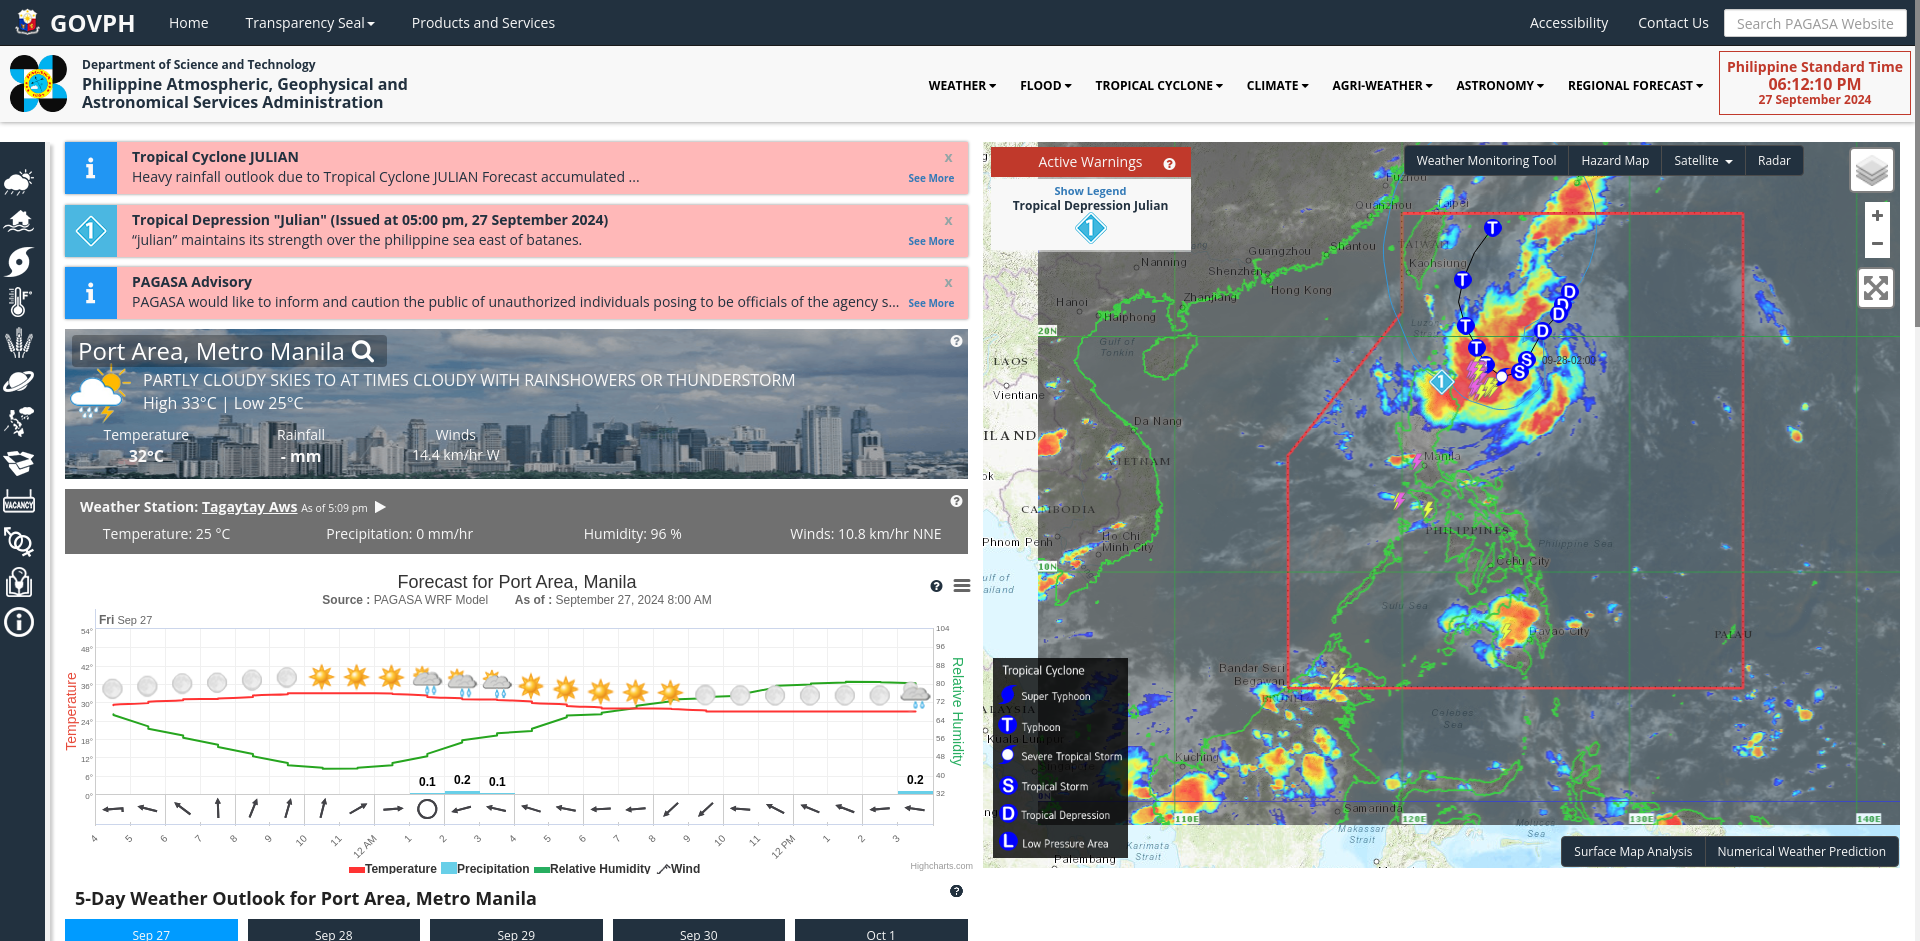 GOVPH
Home
Transparency Seal
Products and Services
Accessibility
Contact Us
Search PAGASA Website
Department of Science and Technology
Philippine Atmospheric, Geophysical and
Astronomical Services Administration
WEATHER
FLOOD
TROPICAL CYCLONE
CLIMATE
AGRI-WEATHER
ASTRONOMY
REGIONAL FORECAST
Philippine Standard Time
06:12:10 PM
27 September 2024
Tropical Cyclone JULIAN
x
Heavy rainfall outlook due to Tropical Cyclone JULIAN Forecast accumulated ...
See More
Tropical Depression "Julian" (Issued at 05:00 pm, 27 September 2024)
x
1
“julian” maintains its strength over the philippine sea east of batanes.
See More
PAGASA Advisory
x
PAGASA would like to inform and caution the public of unauthorized individuals posing to be officials of the agency s...
See More
VACANCY
Port Area, Metro Manila
PARTLY CLOUDY SKIES TO AT TIMES CLOUDY WITH RAINSHOWERS OR THUNDERSTORM
High 33°C | Low 25°C
Temperature
Rainfall
Winds
32°C
- mm
14.4 km/hr W
Weather Station: Tagaytay Aws As of 5:09 pm
Temperature: 25 °C
Precipitation: 0 mm/hr
Humidity: 96 %
Winds: 10.8 km/hr NNE
Forecast for Port Area, Manila
Source : PAGASA WRF Model
As of : September 27, 2024 8:00 AM
Fri Sep 27
Temperature
54°
48°
42°
36°
30°
24°
18°
12°
6°
0°
104
96
88
80
72
64
56
48
40
32
Relative Humidity
0.1
0.2
0.1
0.2
4
5
6
7
8
9
10
11
12 AM
1
2
3
4
5
6
7
8
9
10
11
12 PM
1
2
3
Temperature
Precipitation
Relative Humidity
Wind
Highcharts.com
5-Day Weather Outlook for Port Area, Metro Manila
Sep 27
Sep 28
Sep 29
Sep 30
Oct 1
Active Warnings
Show Legend
Tropical Depression Julian
1
Weather Monitoring Tool
Hazard Map
Satellite
Radar
+
−
Fuzhou
Quanzhou
Taipei
TAIWAN
Kaohsiung
Guangzhou
Shantou
Nanning
Shenzhen
Hong Kong
Zhanjiang
Hanoi
Haiphong
20N
Gulf of
Tonkin
LAOS
Vientiane
Da Nang
VIETNAM
CAMBODIA
Phnom Penh
Ho Chi
Minh City
10N
09-28-02:00
T
T
T
T
T
S
S
D
D
D
1
Manila
PHILIPPINES
Philippine Sea
Cebu City
Sulu Sea
Davao City
PALAU
Bandar Seri
Begawan
BRUNEI
Celebes
Sea
Kuching
Samarinda
110E
120E
130E
140E
Makassar
Strait
Karimata
Strait
Palembang
Tropical Cyclone
Super Typhoon
T Typhoon
Severe Tropical Storm
S Tropical Storm
D Tropical Depression
L Low Pressure Area
Surface Map Analysis
Numerical Weather Prediction